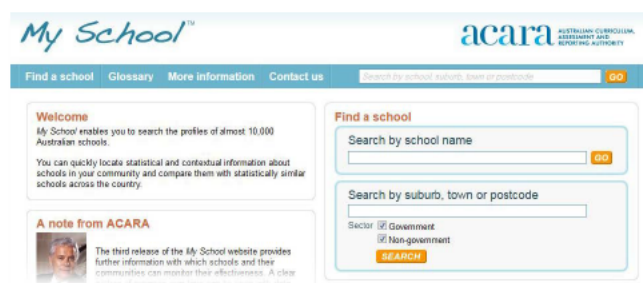 My School™
acara AUSTRALIAN CURRICULUM,
ASSESSMENT AND
REPORTING AUTHORITY
Find a school Glossary More information Contact us
Search by school, suburb, town or postcode GO
Welcome
My School enables you to search the profiles of almost 10,000
Australian schools.
You can quickly locate statistical and contextual information about
schools in your community and compare them with statistically similar
schools across the country.
A note from ACARA
The third release of the My School website provides
further information with which schools and their
communities can monitor their effectiveness. A clear
Find a school
Search by school name
GO
Search by suburb, town or postcode
Sector Government
Non-government
SEARCH